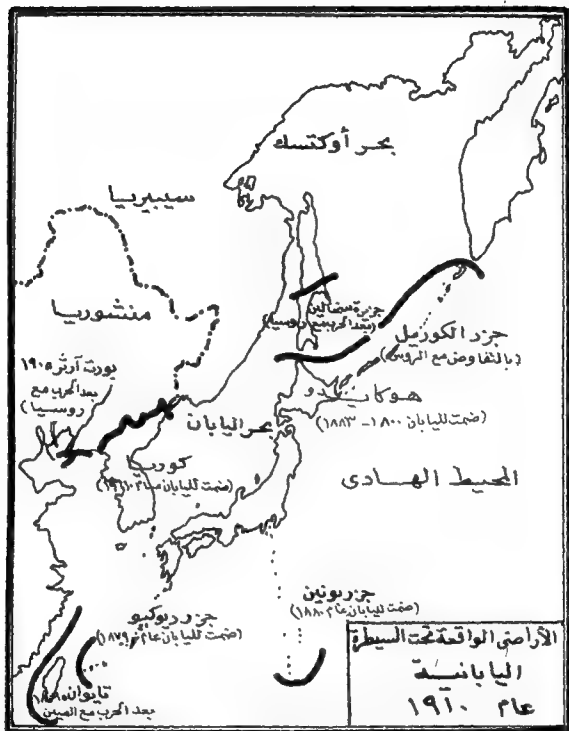 بحر أوكتسك
سيبيريا
منشوريا
جزيرة سخالين
(بعد الحرب مع روسيا)
جزر الكوريل
(بالتفاوض مع الروس)
بورت آرثر ١٩٠٥
بعد الحرب مع
روسيا)
هوكايدو
(ضمت لليابان ١٨٠٠ - ١٨٨٣)
بحر اليابان
كوريا
(ضمت لليابان عام ١٩١٠)
المحيط الهادى
جزر بونين
(ضمت لليابان عام ١٨٨٠)
جزر ريوكيو
(ضمت لليابان عام ١٨٧٩)
تايوان
بعد الحرب مع الصين
الأراضى الواقعة تحت السيطرة
اليابانية
عام ١٩١٠